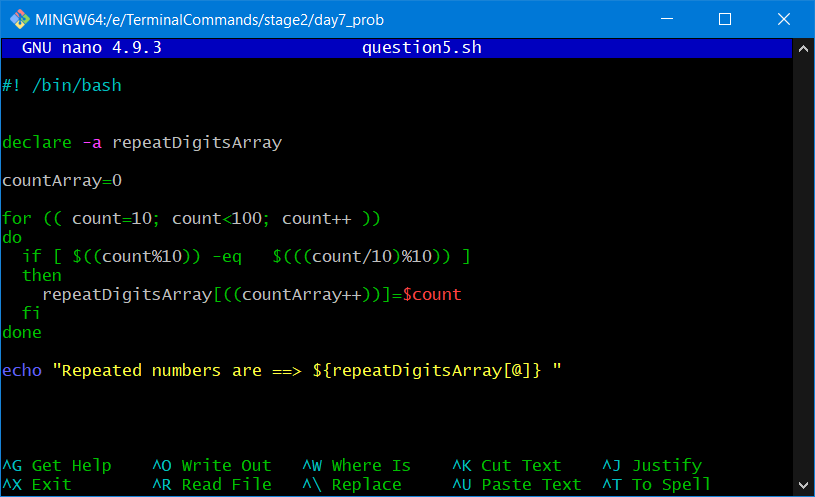 MINGW64:/e/TerminalCommands/stage2/day7_prob
GNU nano 4.9.3 question5.sh
#! /bin/bash
declare -a repeatDigitsArray
countArray=0
for (( count=10; count<100; count++ ))
do
  if [ $((count%10)) -eq   $(((count/10)%10)) ]
  then
    repeatDigitsArray[((countArray++))]=$count
  fi
done
echo "Repeated numbers are ==> ${repeatDigitsArray[@]} "
^G Get Help ^O Write Out ^W Where Is ^K Cut Text ^J Justify
^X Exit ^R Read File ^\ Replace ^U Paste Text ^T To Spell